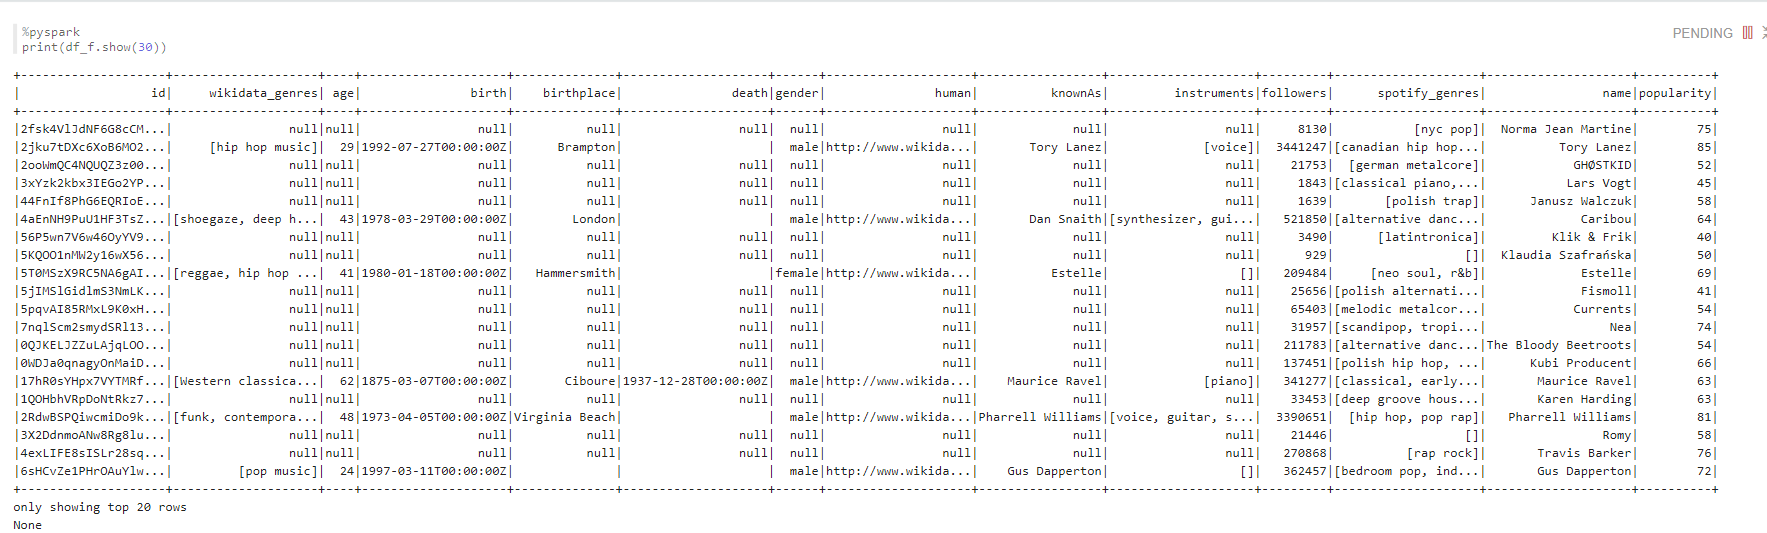 %pyspark
print(df_f.show(30))
PENDING
+--------------------+--------------------+----+--------------------+--------------+--------------------+------+--------------------+-----------------+--------------------+---------+--------------------+--------------------+----------+
| id| wikidata_genres| age| birth| birthplace| death|gender| human| knownAs| instruments|followers| spotify_genres| name|popularity|
+--------------------+--------------------+----+--------------------+--------------+--------------------+------+--------------------+-----------------+--------------------+---------+--------------------+--------------------+----------+
|2fsk4VlJdNF6G8cCM...| null|null| null| null| null| null| null| null| null| 8130| [nyc pop]| Norma Jean Martine| 75|
|2jku7tDXc6XoB6MO2...| [hip hop music]| 29|1992-07-27T00:00:00Z| Brampton| | male|http://www.wikida...| Tory Lanez| [voice]| 3441247|[canadian hip hop...| Tory Lanez| 85|
|2ooWmQC4NQUQZ3z00...| null|null| null| null| null| null| null| null| null| 21753| [german metalcore]| GHØSTKID| 52|
|3xYzk2kbx3IEGo2YP...| null|null| null| null| null| null| null| null| null| 1843|[classical piano,...| Lars Vogt| 45|
|44FnIf8PhG6EQRIoE...| null|null| null| null| null| null| null| null| null| 1639| [polish trap]| Janusz Walczuk| 58|
|4aEnNH9PuU1HF3TsZ...|[shoegaze, deep h...| 43|1978-03-29T00:00:00Z| London| | male|http://www.wikida...| Dan Snaith|[synthesizer, gui...| 521850|[alternative danc...| Caribou| 64|
|56P5wn7V6w46OyYV9...| null|null| null| null| null| null| null| null| null| 3490| [latintronica]| Klik & Frik| 40|
|5KQOO1nMW2y16wX56...| null|null| null| null| null| null| null| null| null| 929| []| Klaudia Szafrańska| 50|
|5T0MSzX9RC5NA6gAI...|[reggae, hip hop ...| 41|1980-01-18T00:00:00Z| Hammersmith| |female|http://www.wikida...| Estelle| []| 209484| [neo soul, r&b]| Estelle| 69|
|5jIMSlGidlmS3NmLK...| null|null| null| null| null| null| null| null| null| 25656|[polish alternati...| Fismoll| 41|
|5pqvAI85RMxL9K0xH...| null|null| null| null| null| null| null| null| null| 65403|[melodic metalcor...| Currents| 54|
|7nqlScm2smydSRl13...| null|null| null| null| null| null| null| null| null| 31957|[scandipop, tropi...| Nea| 74|
|0QJKELJZZuLAjqLOO...| null|null| null| null| null| null| null| null| null| 211783|[alternative danc...|The Bloody Beetroots| 54|
|0WDJa0qnagyOnMaiD...| null|null| null| null| null| null| null| null| null| 137451|[polish hip hop, ...| Kubi Producent| 66|
|17hR0sYHpx7VYTMRf...|[Western classica...| 62|1875-03-07T00:00:00Z| Ciboure|1937-12-28T00:00:00Z| male|http://www.wikida...| Maurice Ravel| [piano]| 341277|[classical, early...| Maurice Ravel| 63|
|1QOHbhVRpDoNtRkz7...| null|null| null| null| null| null| null| null| null| 33453|[deep groove hous...| Karen Harding| 63|
|2RdwBSPQiwcmiDo9k...|[funk, contempora...| 48|1973-04-05T00:00:00Z|Virginia Beach| | male|http://www.wikida...|Pharrell Williams|[voice, guitar, s...| 3390651| [hip hop, pop rap]| Pharrell Williams| 81|
|3X2DdnmoANw8Rg8lu...| null|null| null| null| null| null| null| null| null| 21446| []| Romy| 58|
|4exLIFE8sISLr28sq...| null|null| null| null| null| null| null| null| null| 270868| [rap rock]| Travis Barker| 76|
|6sHCvZe1PHrOAuYlw...| [pop music]| 24|1997-03-11T00:00:00Z| | | male|http://www.wikida...| Gus Dapperton| []| 362457|[bedroom pop, ind...| Gus Dapperton| 72|
+--------------------+--------------------+----+--------------------+--------------+--------------------+------+--------------------+-----------------+--------------------+---------+--------------------+--------------------+----------+
only showing top 20 rows
None